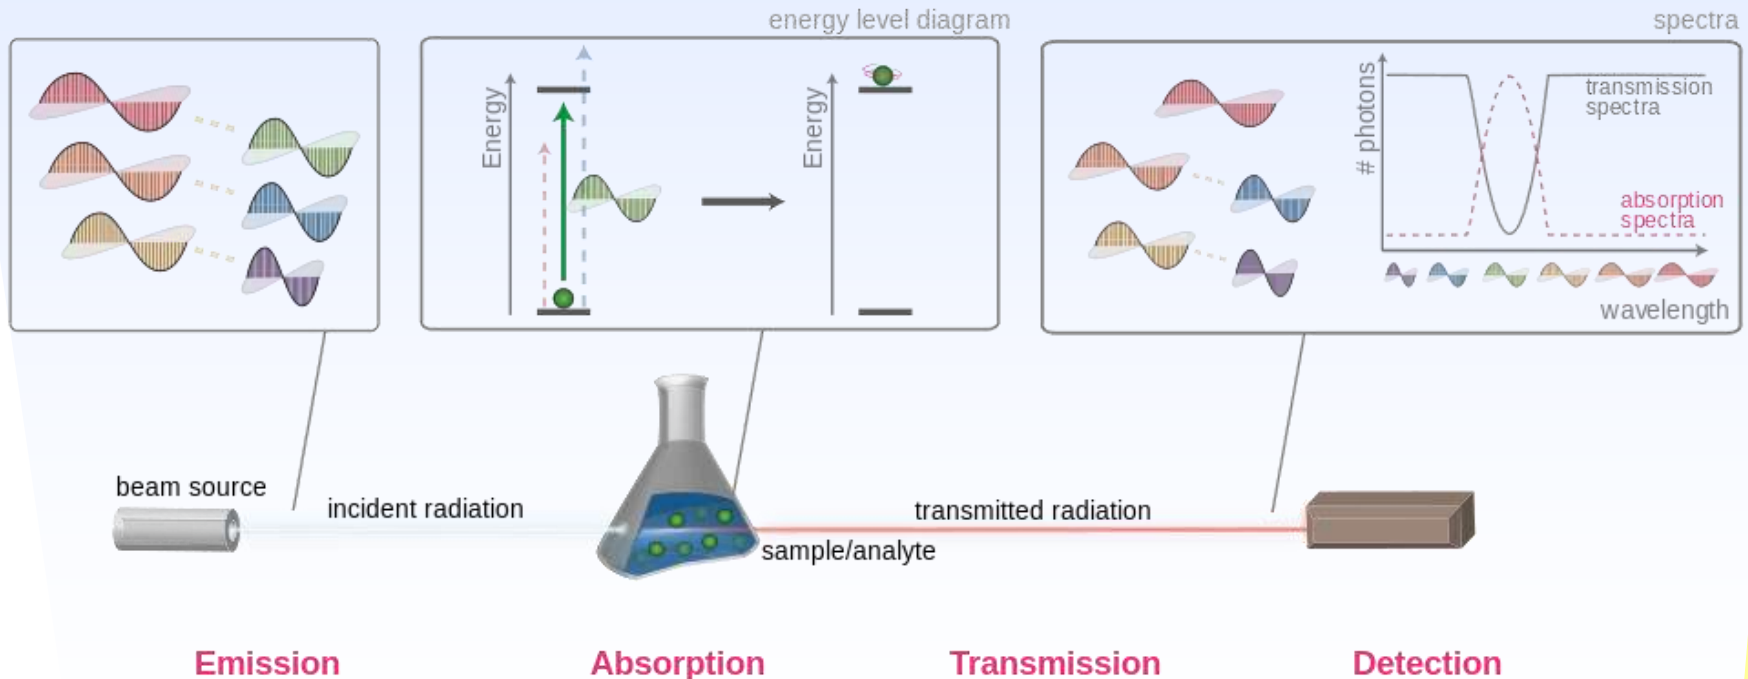 energy level diagram
spectra
Energy
Energy
# photons
transmission
spectra
absorption
spectra
wavelength
beam source
incident radiation
transmitted radiation
sample/analyte
Emission
Absorption
Transmission
Detection